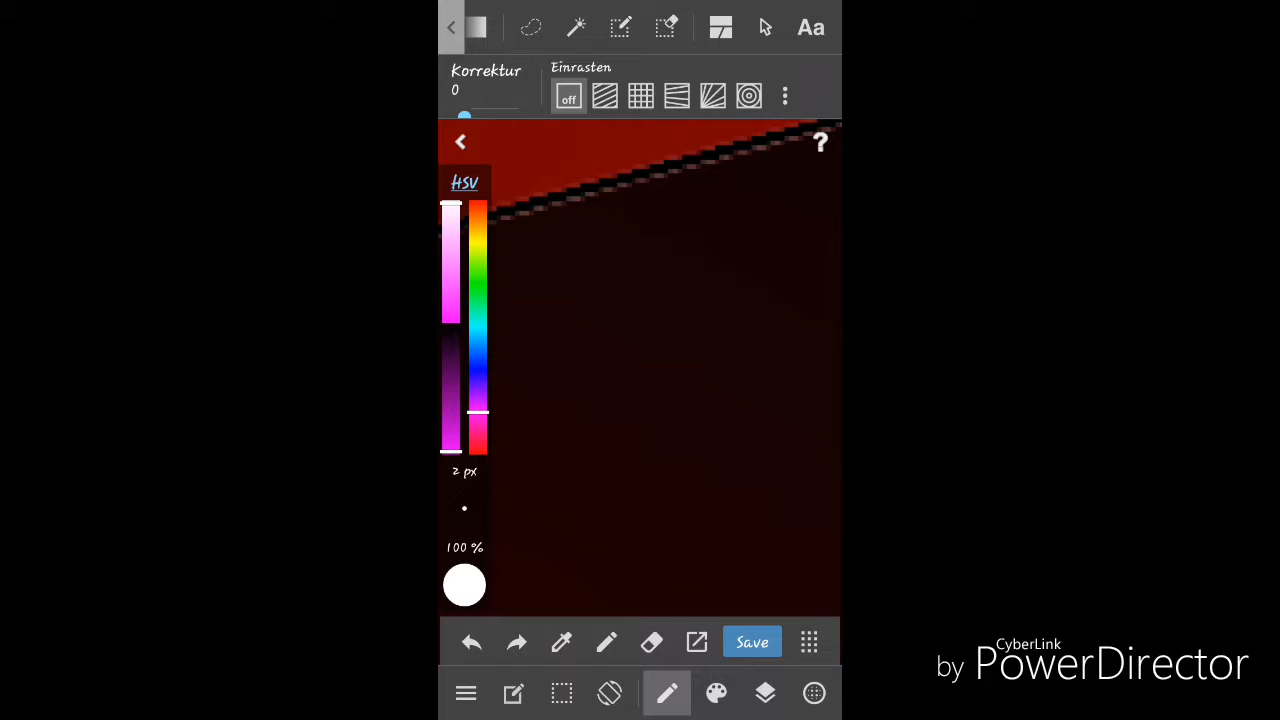 Aa
Korrektur
0
Einrasten
off
?
HSV
2 px
100 %
Save
CyberLink
by PowerDirector